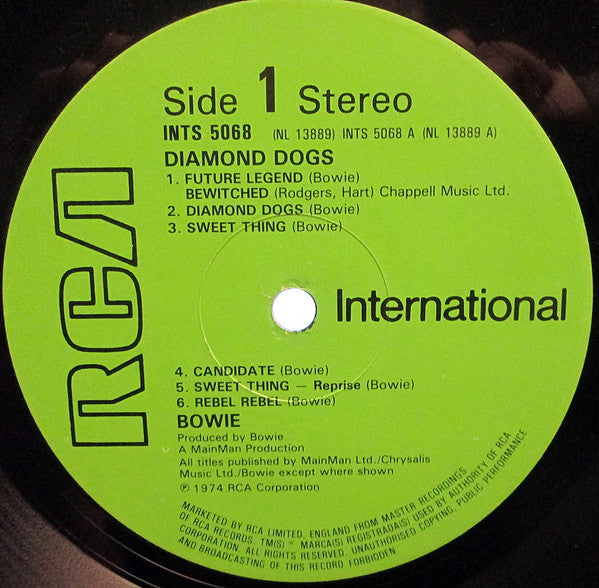 Side 1 Stereo
INTS 5068 (NL 13889) INTS 5068 A (NL 13889 A)
DIAMOND DOGS
1. FUTURE LEGEND (Bowie)
BEWITCHED (Rodgers, Hart) Chappell Music Ltd.
2. DIAMOND DOGS (Bowie)
3. SWEET THING (Bowie)
RCA
International
4. CANDIDATE (Bowie)
5. SWEET THING — Reprise (Bowie)
6. REBEL REBEL (Bowie)
BOWIE
Produced by Bowie
A MainMan Production
All titles published by MainMan Ltd./Chrysalis
Music Ltd./Bowie except where shown
℗ 1974 RCA Corporation
MARKETED BY RCA LIMITED, ENGLAND FROM MASTER RECORDINGS
OF RCA RECORDS. TM(S) ® MARCA(S) REGISTRADA(S) USED BY AUTHORITY OF RCA
CORPORATION. ALL RIGHTS RESERVED. UNAUTHORISED COPYING, PUBLIC PERFORMANCE
AND BROADCASTING OF THIS RECORD FORBIDDEN